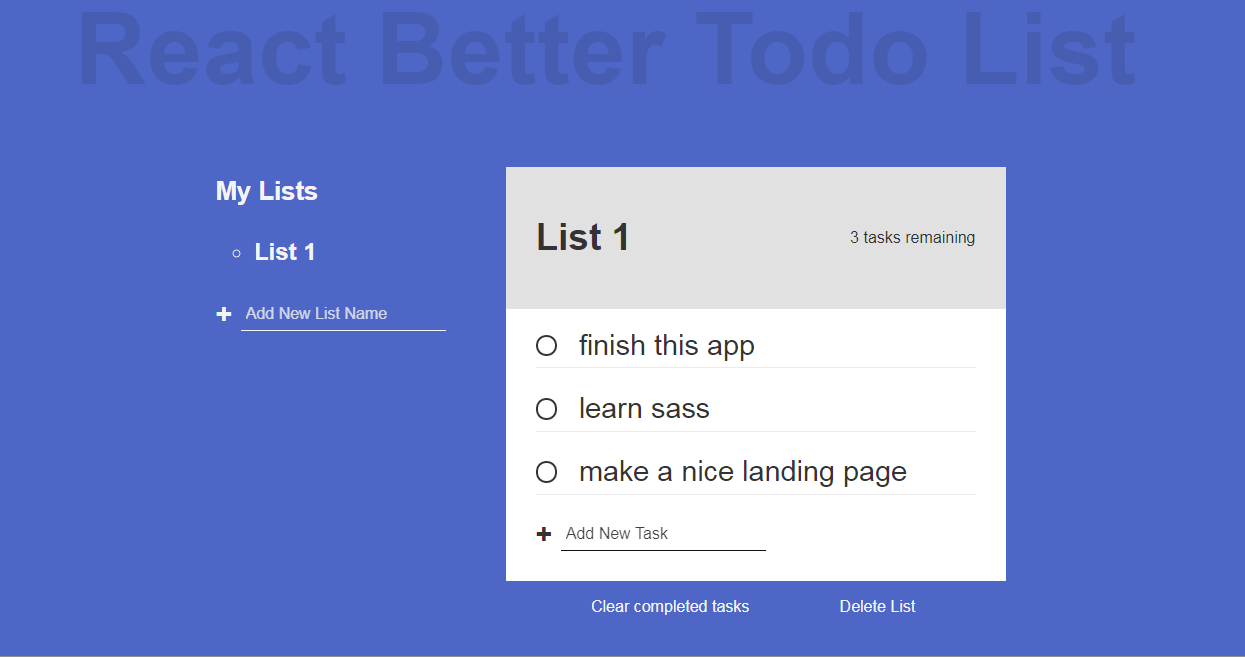 React Better Todo List
My Lists
List 1
Add New List Name
List 1
3 tasks remaining
finish this app
learn sass
make a nice landing page
Add New Task
Clear completed tasks
Delete List